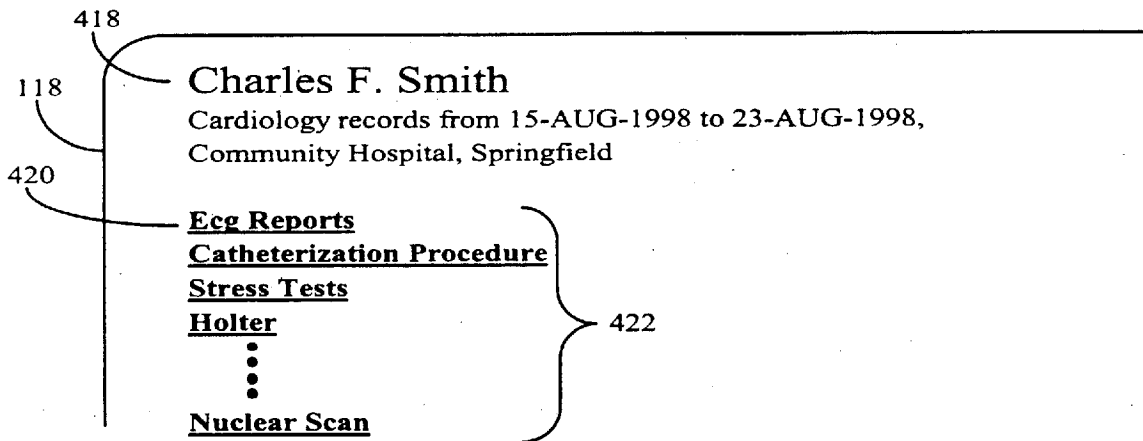 418
Charles F. Smith
118
Cardiology records from 15-AUG-1998 to 23-AUG-1998,
Community Hospital, Springfield
420
Ecg Reports
Catheterization Procedure
Stress Tests
Holter
422
Nuclear Scan